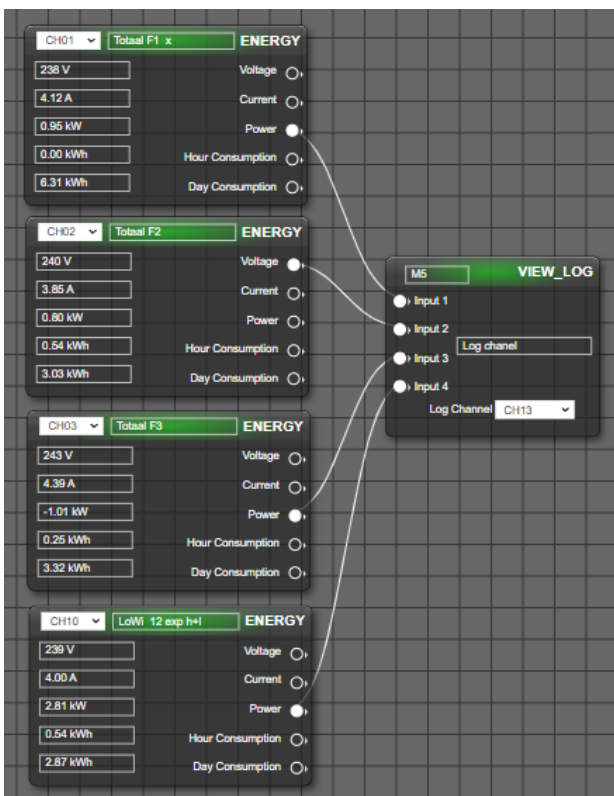 CH01 Totaal F1 x ENERGY
238 V Voltage
4.12 A Current
0.95 kW Power
0.00 kWh Hour Consumption
6.31 kWh Day Consumption
CH02 Totaal F2 ENERGY
240 V Voltage
3.85 A Current
0.80 kW Power
0.54 kWh Hour Consumption
3.03 kWh Day Consumption
CH03 Totaal F3 ENERGY
243 V Voltage
4.39 A Current
-1.01 kW Power
0.25 kWh Hour Consumption
3.32 kWh Day Consumption
CH10 LoWi 12 exp h+l ENERGY
239 V Voltage
4.00 A Current
2.81 kW Power
0.54 kWh Hour Consumption
2.87 kWh Day Consumption
M5 VIEW_LOG
Input 1
Input 2
Log chanel
Input 3
Input 4
Log Channel CH13